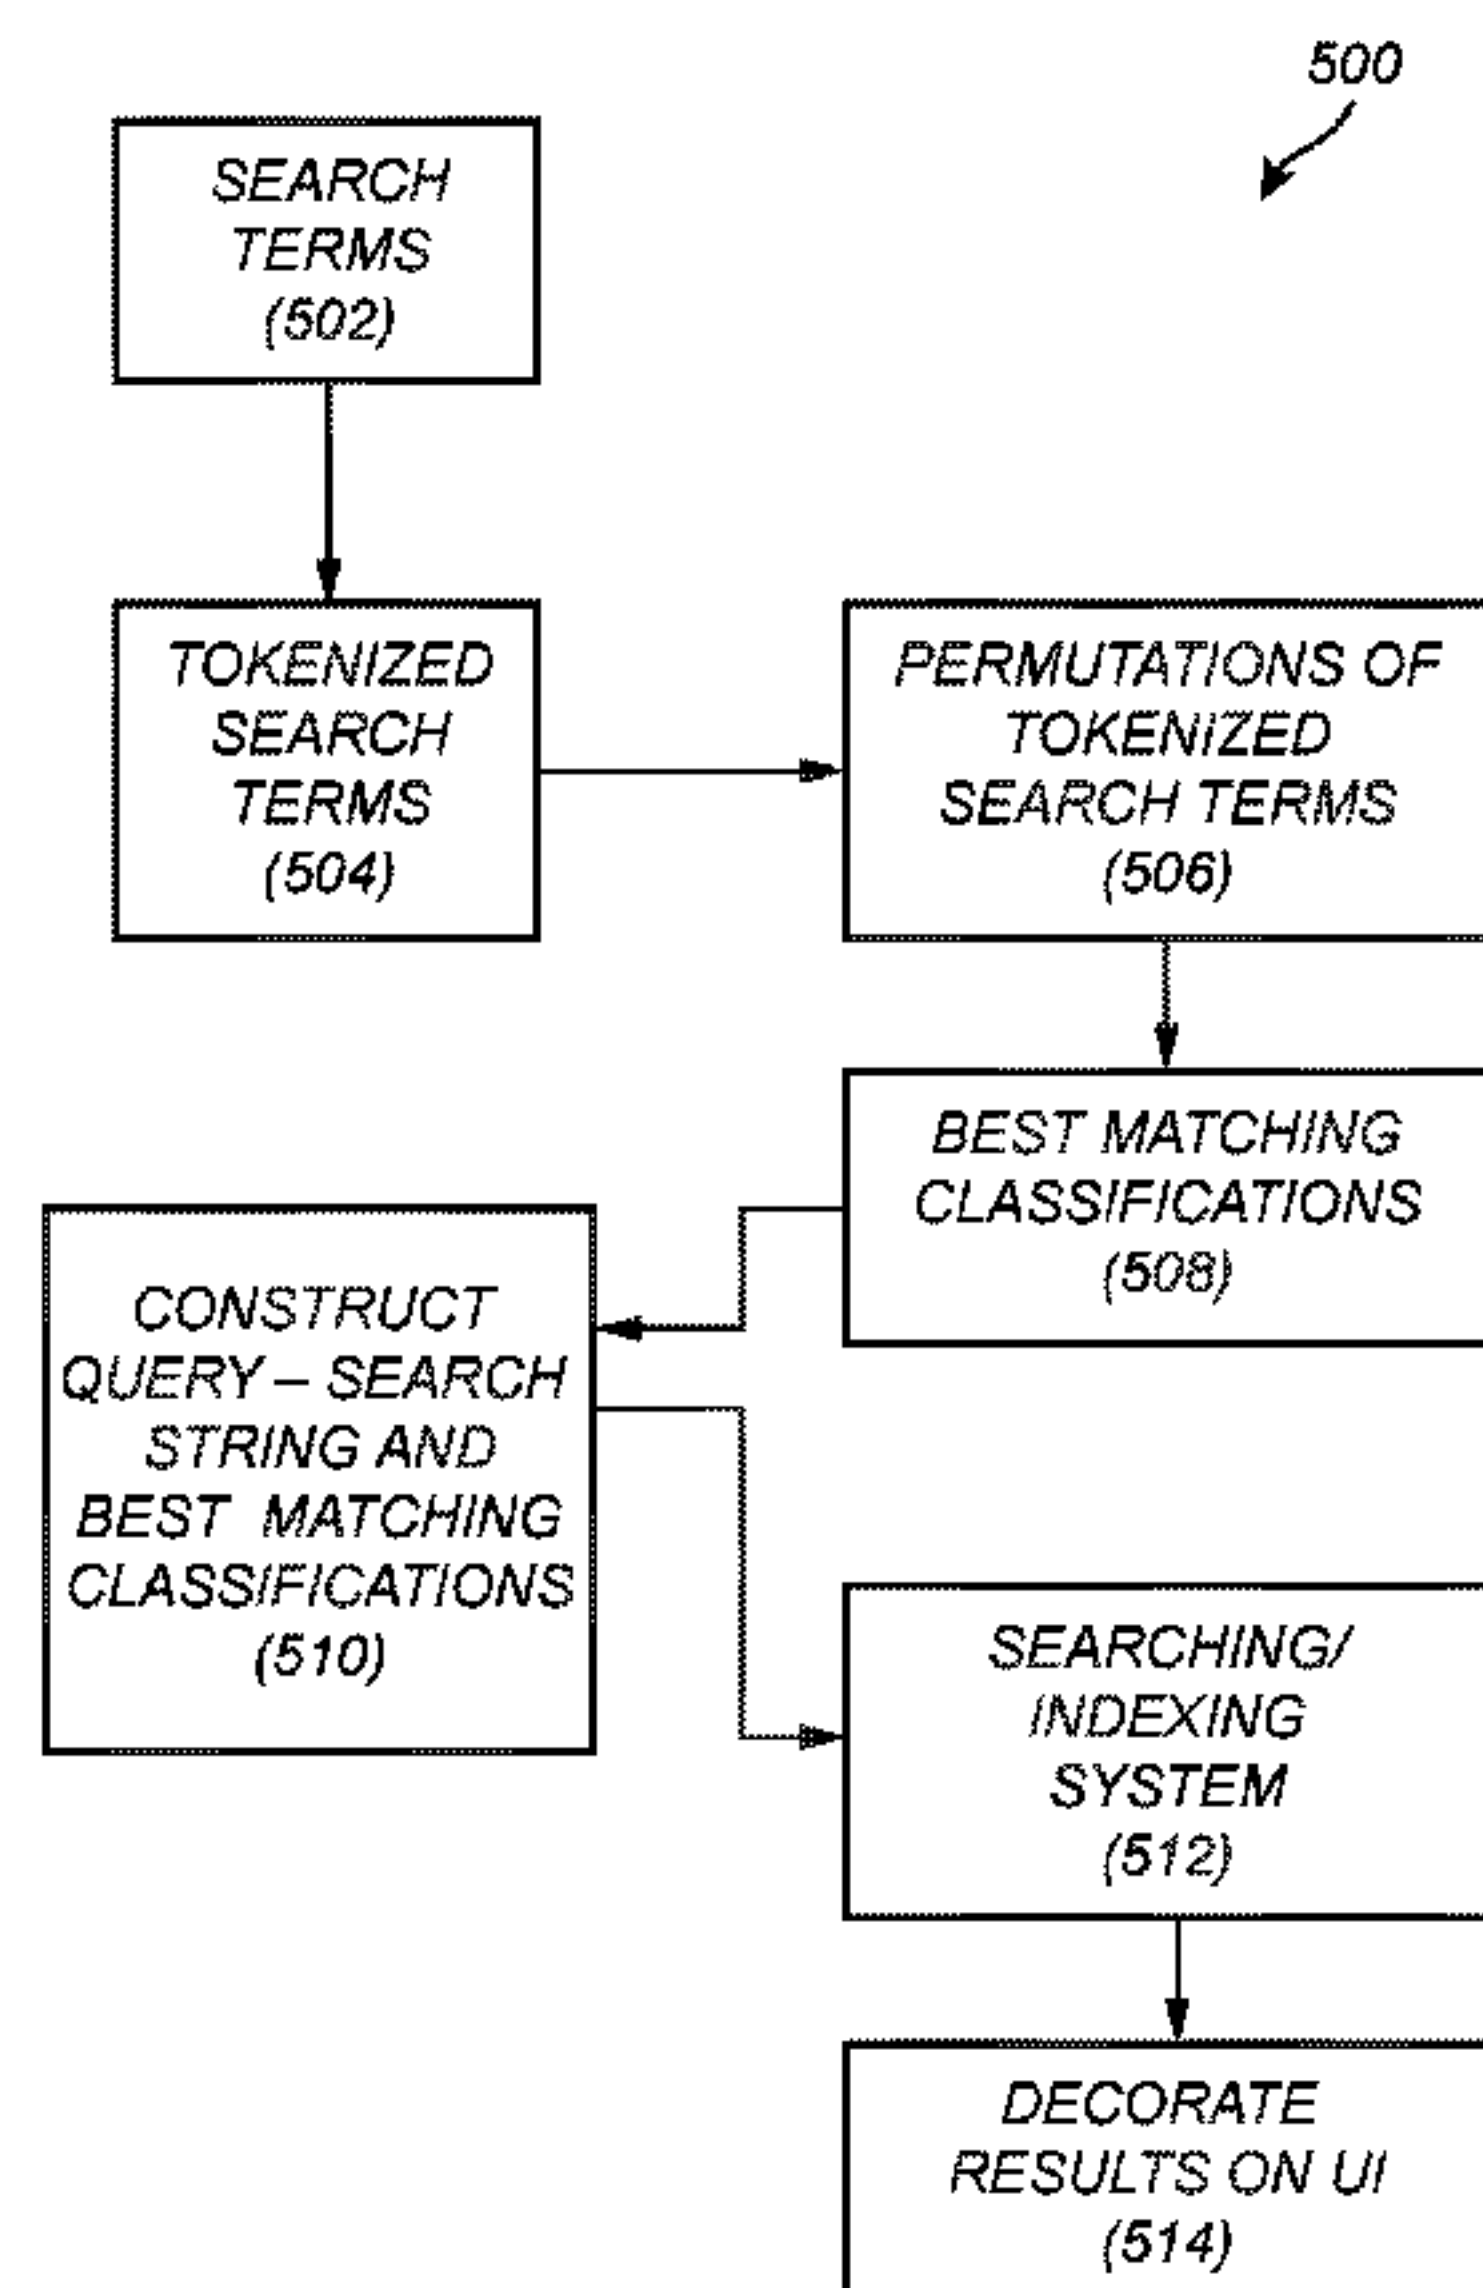 500
SEARCH
TERMS
(502)
TOKENIZED
SEARCH
TERMS
(504)
PERMUTATIONS OF
TOKENIZED
SEARCH TERMS
(506)
BEST MATCHING
CLASSIFICATIONS
(508)
CONSTRUCT
QUERY – SEARCH
STRING AND
BEST MATCHING
CLASSIFICATIONS
(510)
SEARCHING/
INDEXING
SYSTEM
(512)
DECORATE
RESULTS ON UI
(514)